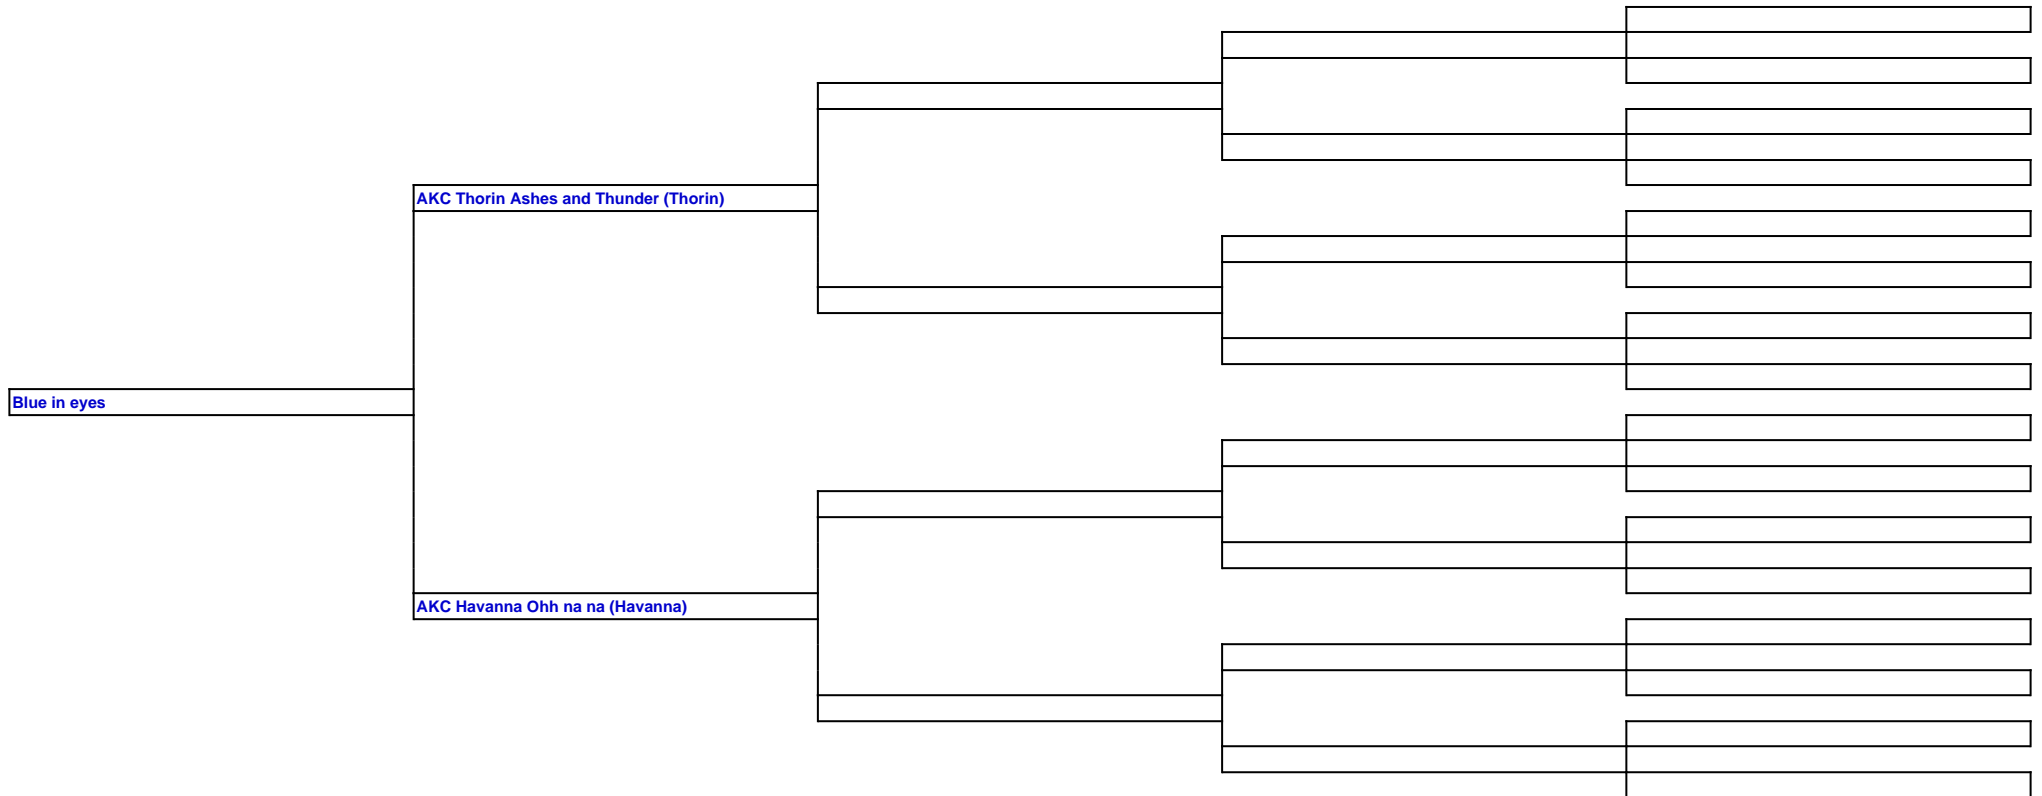 AKC Thorin Ashes and Thunder (Thorin)
Blue in eyes
AKC Havanna Ohh na na (Havanna)